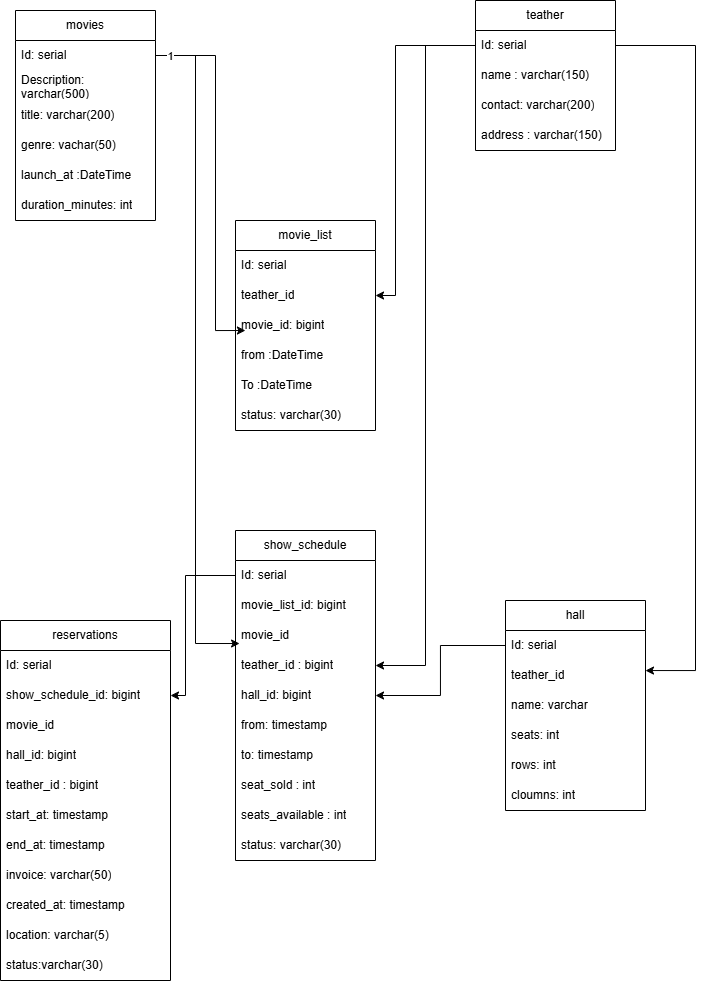 movies
Id: serial
Description:
varchar(500)
title: varchar(200)
genre: vachar(50)
launch_at :DateTime
duration_minutes: int
1
teather
Id: serial
name : varchar(150)
contact: varchar(200)
address : varchar(150)
movie_list
Id: serial
teather_id
movie_id: bigint
from :DateTime
To :DateTime
status: varchar(30)
show_schedule
Id: serial
movie_list_id: bigint
movie_id
teather_id : bigint
hall_id: bigint
from: timestamp
to: timestamp
seat_sold : int
seats_available : int
status: varchar(30)
hall
Id: serial
teather_id
name: varchar
seats: int
rows: int
cloumns: int
reservations
Id: serial
show_schedule_id: bigint
movie_id
hall_id: bigint
teather_id : bigint
start_at: timestamp
end_at: timestamp
invoice: varchar(50)
created_at: timestamp
location: varchar(5)
status:varchar(30)